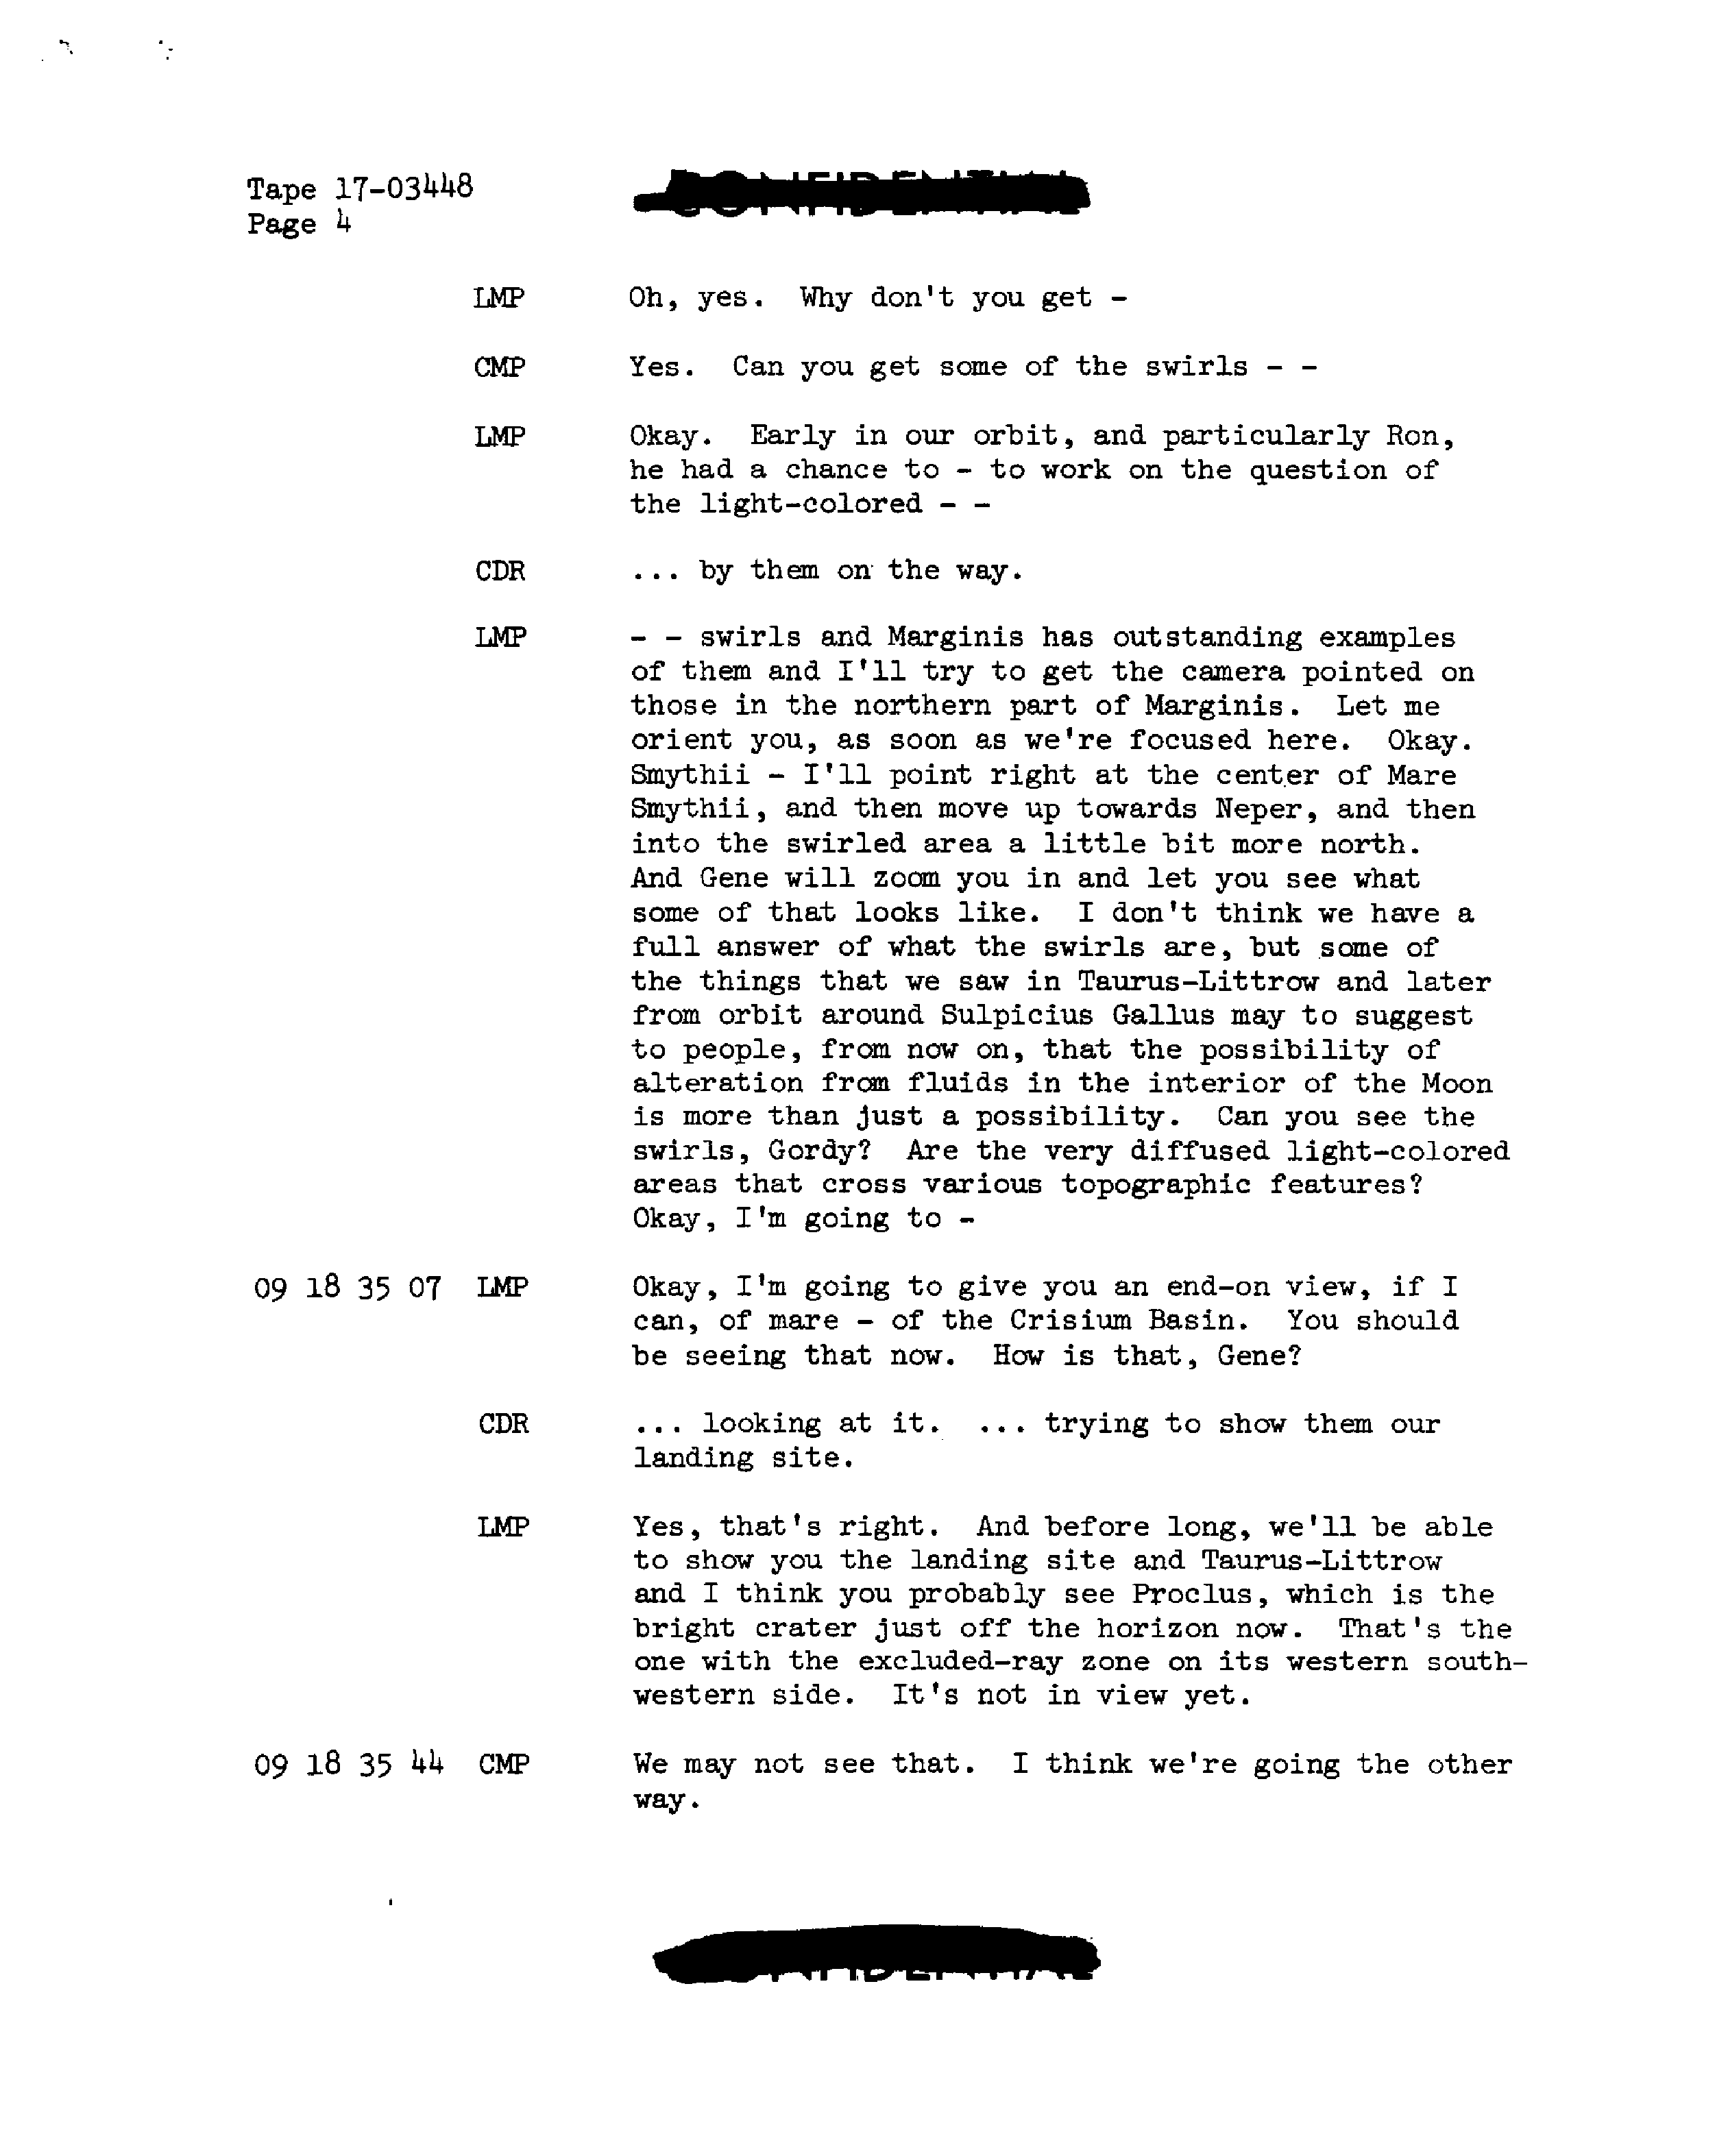 Tape 17-03448
Page 4
CONFIDENTIAL
LMP Oh, yes. Why don't you get -
CMP Yes. Can you get some of the swirls - -
LMP Okay. Early in our orbit, and particularly Ron,
he had a chance to - to work on the question of
the light-colored - -
CDR ... by them on the way.
LMP - - swirls and Marginis has outstanding examples
of them and I'll try to get the camera pointed on
those in the northern part of Marginis. Let me
orient you, as soon as we're focused here. Okay.
Smythii - I'll point right at the center of Mare
Smythii, and then move up towards Neper, and then
into the swirled area a little bit more north.
And Gene will zoom you in and let you see what
some of that looks like. I don't think we have a
full answer of what the swirls are, but some of
the things that we saw in Taurus-Littrow and later
from orbit around Sulpicius Gallus may to suggest
to people, from now on, that the possibility of
alteration from fluids in the interior of the Moon
is more than just a possibility. Can you see the
swirls, Gordy? Are the very diffused light-colored
areas that cross various topographic features?
Okay, I'm going to -
09 18 35 07 LMP Okay, I'm going to give you an end-on view, if I
can, of mare - of the Crisium Basin. You should
be seeing that now. How is that, Gene?
CDR ... looking at it. ... trying to show them our
landing site.
LMP Yes, that's right. And before long, we'll be able
to show you the landing site and Taurus-Littrow
and I think you probably see Proclus, which is the
bright crater just off the horizon now. That's the
one with the excluded-ray zone on its western south-
western side. It's not in view yet.
09 18 35 44 CMP We may not see that. I think we're going the other
way.
CONFIDENTIAL